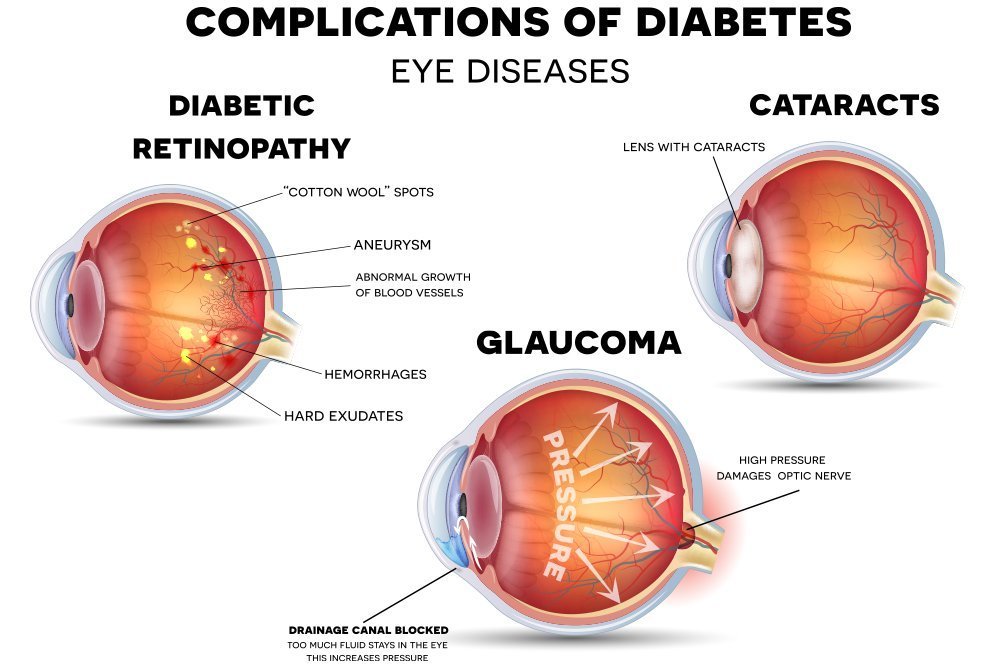 COMPLICATIONS OF DIABETES
EYE DISEASES
DIABETIC
RETINOPATHY
"COTTON WOOL" SPOTS
ANEURYSM
ABNORMAL GROWTH
OF BLOOD VESSELS
HEMORRHAGES
HARD EXUDATES
CATARACTS
LENS WITH CATARACTS
GLAUCOMA
PRESSURE
HIGH PRESSURE
DAMAGES OPTIC NERVE
DRAINAGE CANAL BLOCKED
TOO MUCH FLUID STAYS IN THE EYE
THIS INCREASES PRESSURE